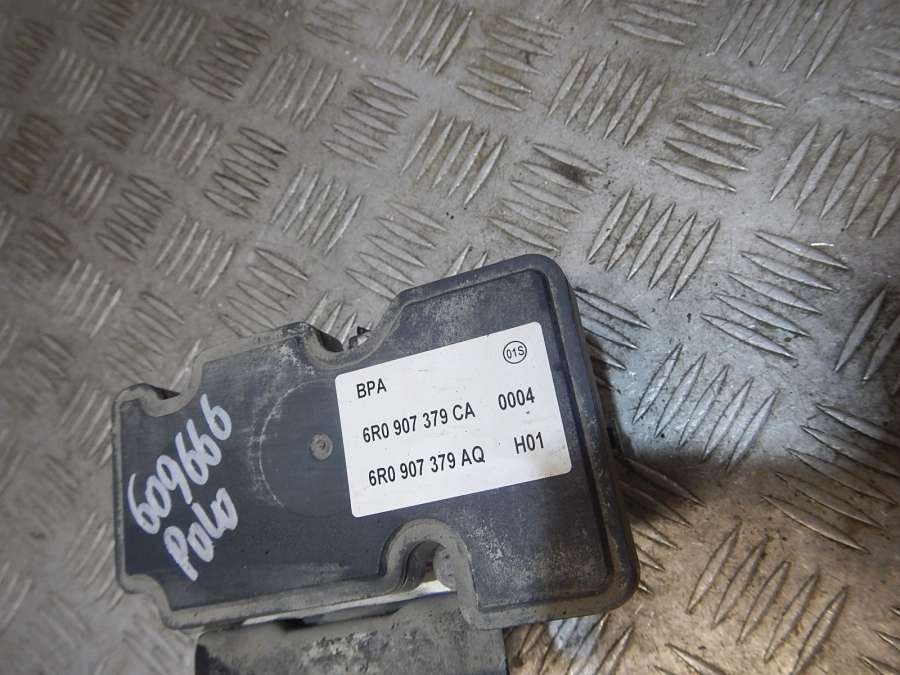 01S
BPA
6R0 907 379 CA 0004
6R0 907 379 AQ H01
609666
Polo